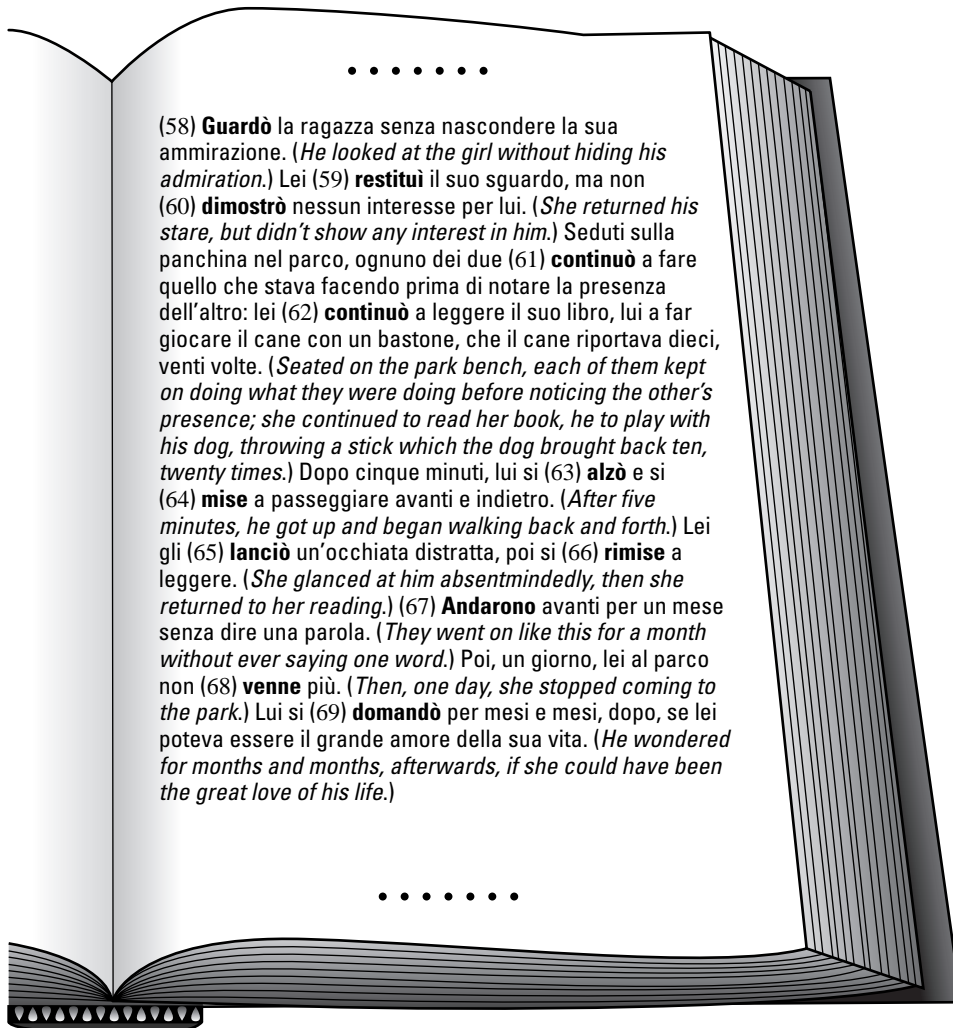 (58) Guardò la ragazza senza nascondere la sua
ammirazione. (He looked at the girl without hiding his
admiration.) Lei (59) restituì il suo sguardo, ma non
(60) dimostrò nessun interesse per lui. (She returned his
stare, but didn't show any interest in him.) Seduti sulla
panchina nel parco, ognuno dei due (61) continuò a fare
quello che stava facendo prima di notare la presenza
dell'altro: lei (62) continuò a leggere il suo libro, lui a far
giocare il cane con un bastone, che il cane riportava dieci,
venti volte. (Seated on the park bench, each of them kept
on doing what they were doing before noticing the other's
presence; she continued to read her book, he to play with
his dog, throwing a stick which the dog brought back ten,
twenty times.) Dopo cinque minuti, lui si (63) alzò e si
(64) mise a passeggiare avanti e indietro. (After five
minutes, he got up and began walking back and forth.) Lei
gli (65) lanciò un'occhiata distratta, poi si (66) rimise a
leggere. (She glanced at him absentmindedly, then she
returned to her reading.) (67) Andarono avanti per un mese
senza dire una parola. (They went on like this for a month
without ever saying one word.) Poi, un giorno, lei al parco
non (68) venne più. (Then, one day, she stopped coming to
the park.) Lui si (69) domandò per mesi e mesi, dopo, se lei
poteva essere il grande amore della sua vita. (He wondered
for months and months, afterwards, if she could have been
the great love of his life.)